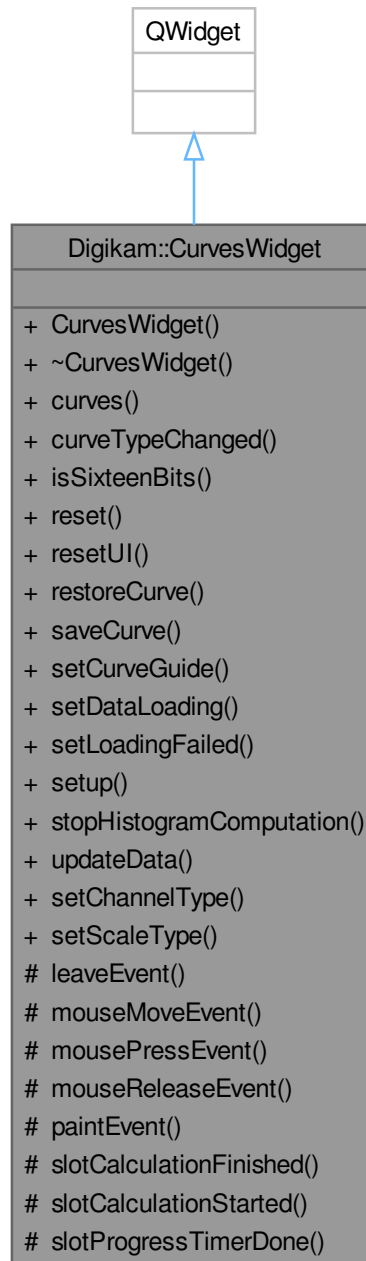 QWidget
Digikam::CurvesWidget
+ CurvesWidget()
+ ~CurvesWidget()
+ curves()
+ curveTypeChanged()
+ isSixteenBits()
+ reset()
+ resetUI()
+ restoreCurve()
+ saveCurve()
+ setCurveGuide()
+ setDataLoading()
+ setLoadingFailed()
+ setup()
+ stopHistogramComputation()
+ updateData()
+ setChannelType()
+ setScaleType()
# leaveEvent()
# mouseMoveEvent()
# mousePressEvent()
# mouseReleaseEvent()
# paintEvent()
# slotCalculationFinished()
# slotCalculationStarted()
# slotProgressTimerDone()